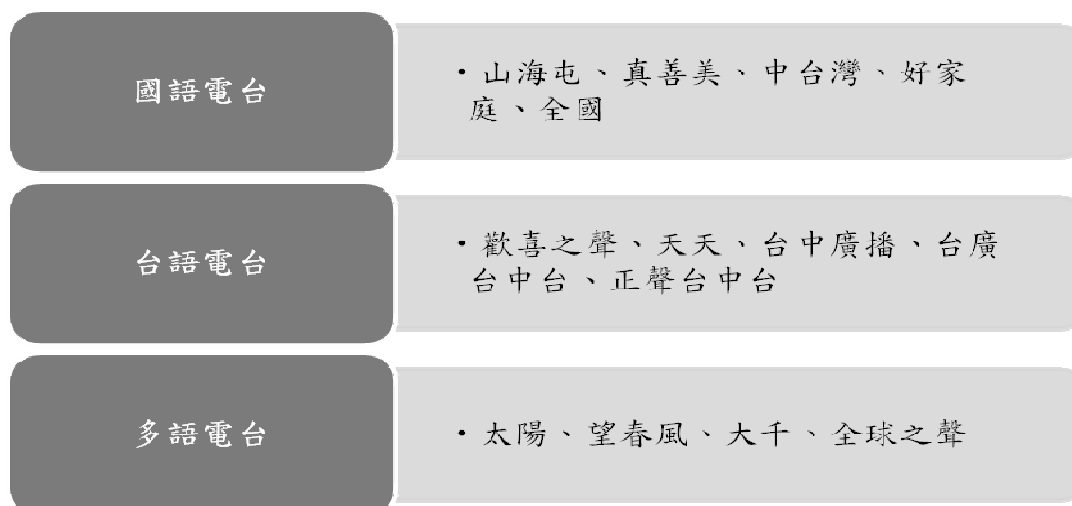 國語電台
・山海屯、真善美、中台灣、好家
庭、全國
台語電台
・歡喜之聲、天天、台中廣播、台廣
台中台、正聲台中台
多語電台
・太陽、望春風、大千、全球之聲